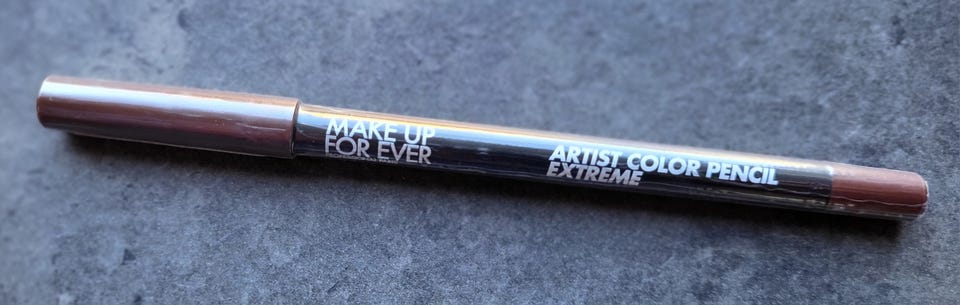 MAKE UP
FOR EVER
ARTIST COLOR PENCIL
EXTREME